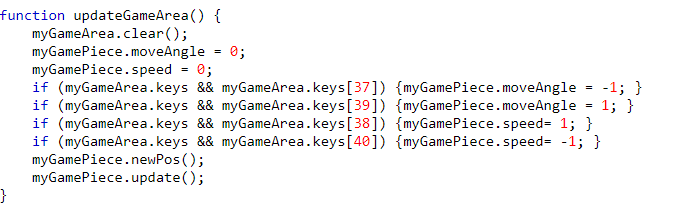 function updateGameArea() {
    myGameArea.clear();
    myGamePiece.moveAngle = 0;
    myGamePiece.speed = 0;
    if (myGameArea.keys && myGameArea.keys[37]) {myGamePiece.moveAngle = -1; }
    if (myGameArea.keys && myGameArea.keys[39]) {myGamePiece.moveAngle = 1; }
    if (myGameArea.keys && myGameArea.keys[38]) {myGamePiece.speed= 1; }
    if (myGameArea.keys && myGameArea.keys[40]) {myGamePiece.speed= -1; }
    myGamePiece.newPos();
    myGamePiece.update();
}